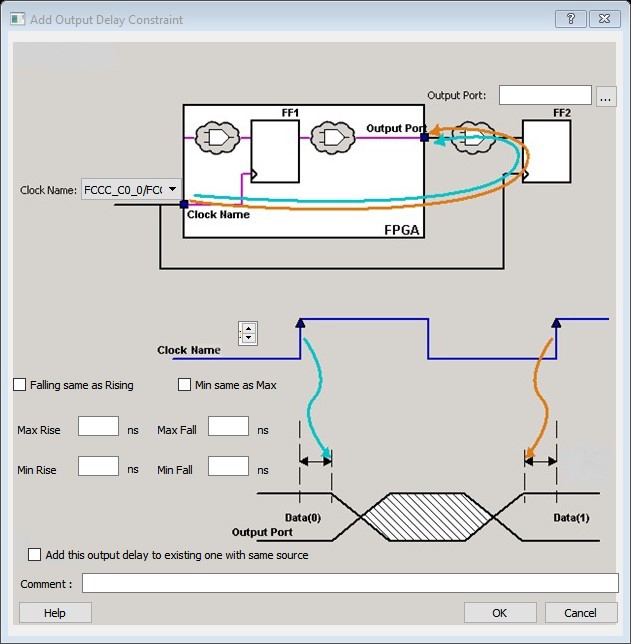 Add Output Delay Constraint
Output Port:
...
FF1
FF2
Output Port
Clock Name: FCCC_C0_0/FC
Clock Name
FPGA
Clock Name
Falling same as Rising
Min same as Max
Max Rise ns Max Fall ns
Min Rise ns Min Fall ns
Data(0)
Data(1)
Output Port
Add this output delay to existing one with same source
Comment :
Help
OK
Cancel